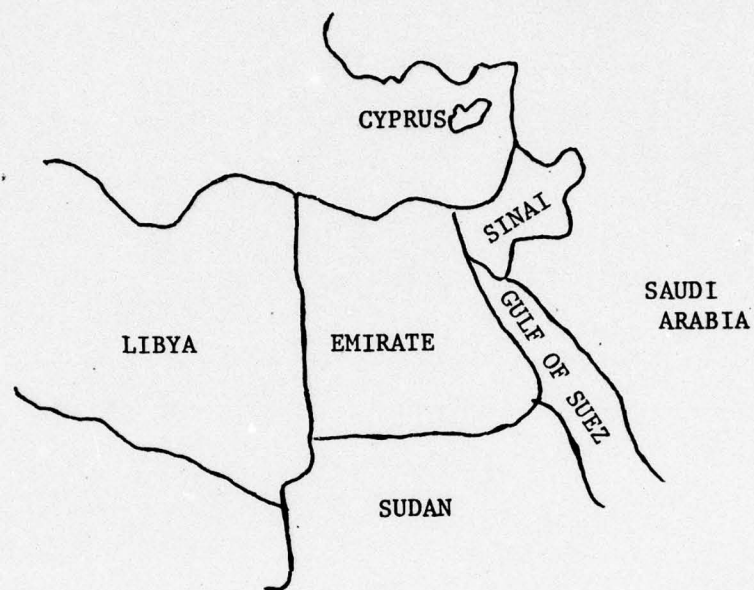 CYPRUS
SINAI
SAUDI
ARABIA
LIBYA
EMIRATE
GULF OF SUEZ
SUDAN